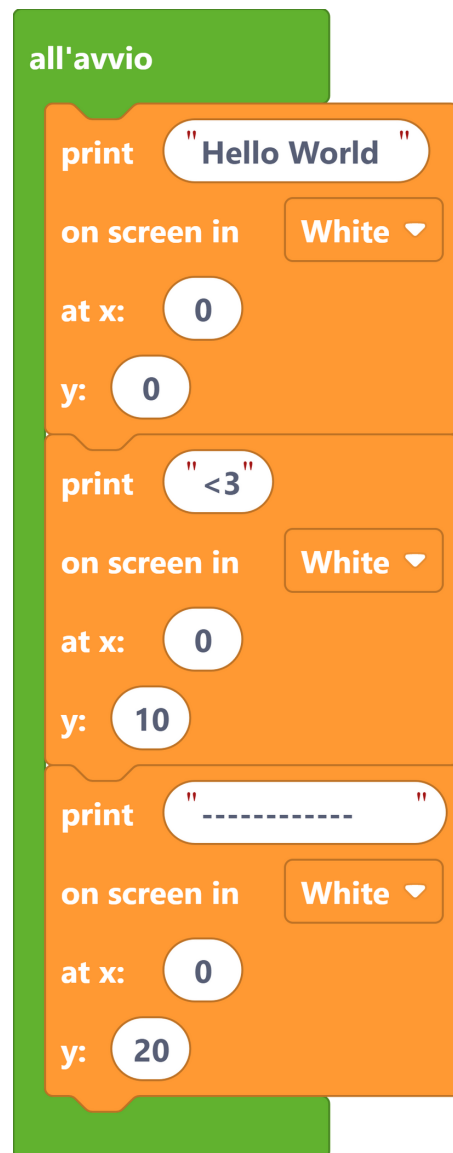 all'avvio
print "Hello World "
on screen in White
at x: 0
y: 0
print "<3"
on screen in White
at x: 0
y: 10
print "------------ "
on screen in White
at x: 0
y: 20